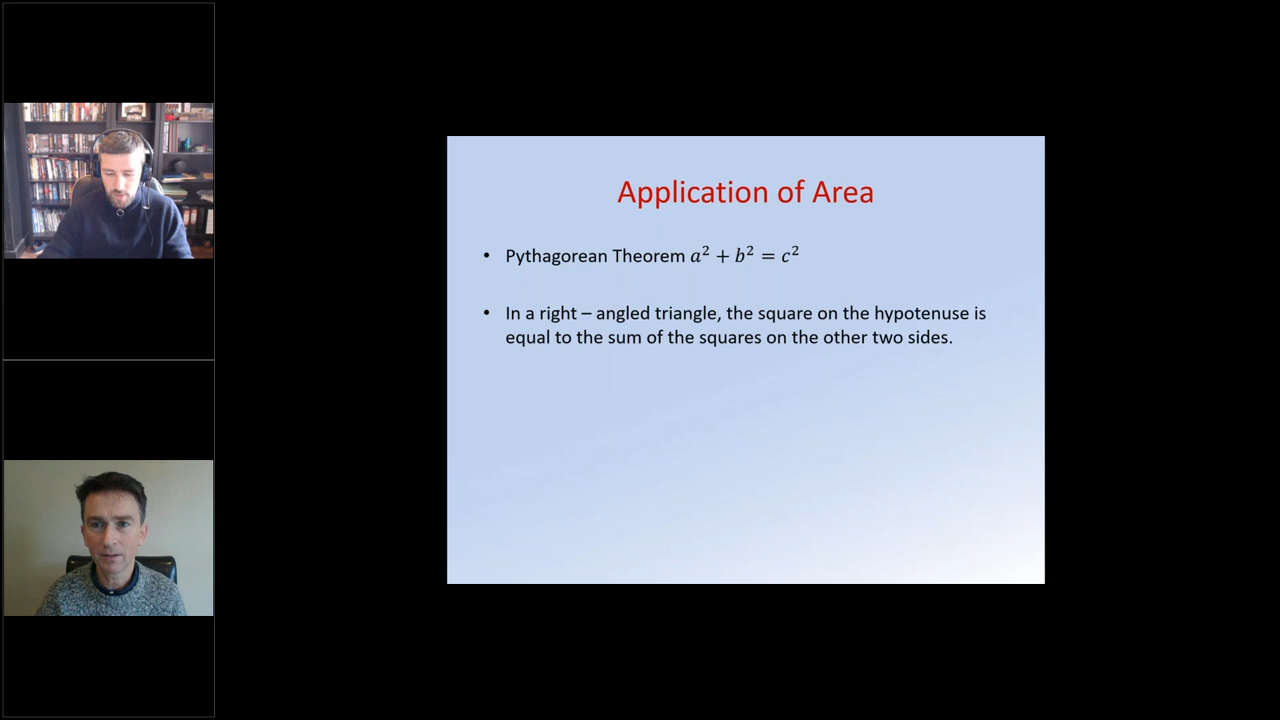 Application of Area
• Pythagorean Theorem a² + b² = c²
• In a right – angled triangle, the square on the hypotenuse is
equal to the sum of the squares on the other two sides.